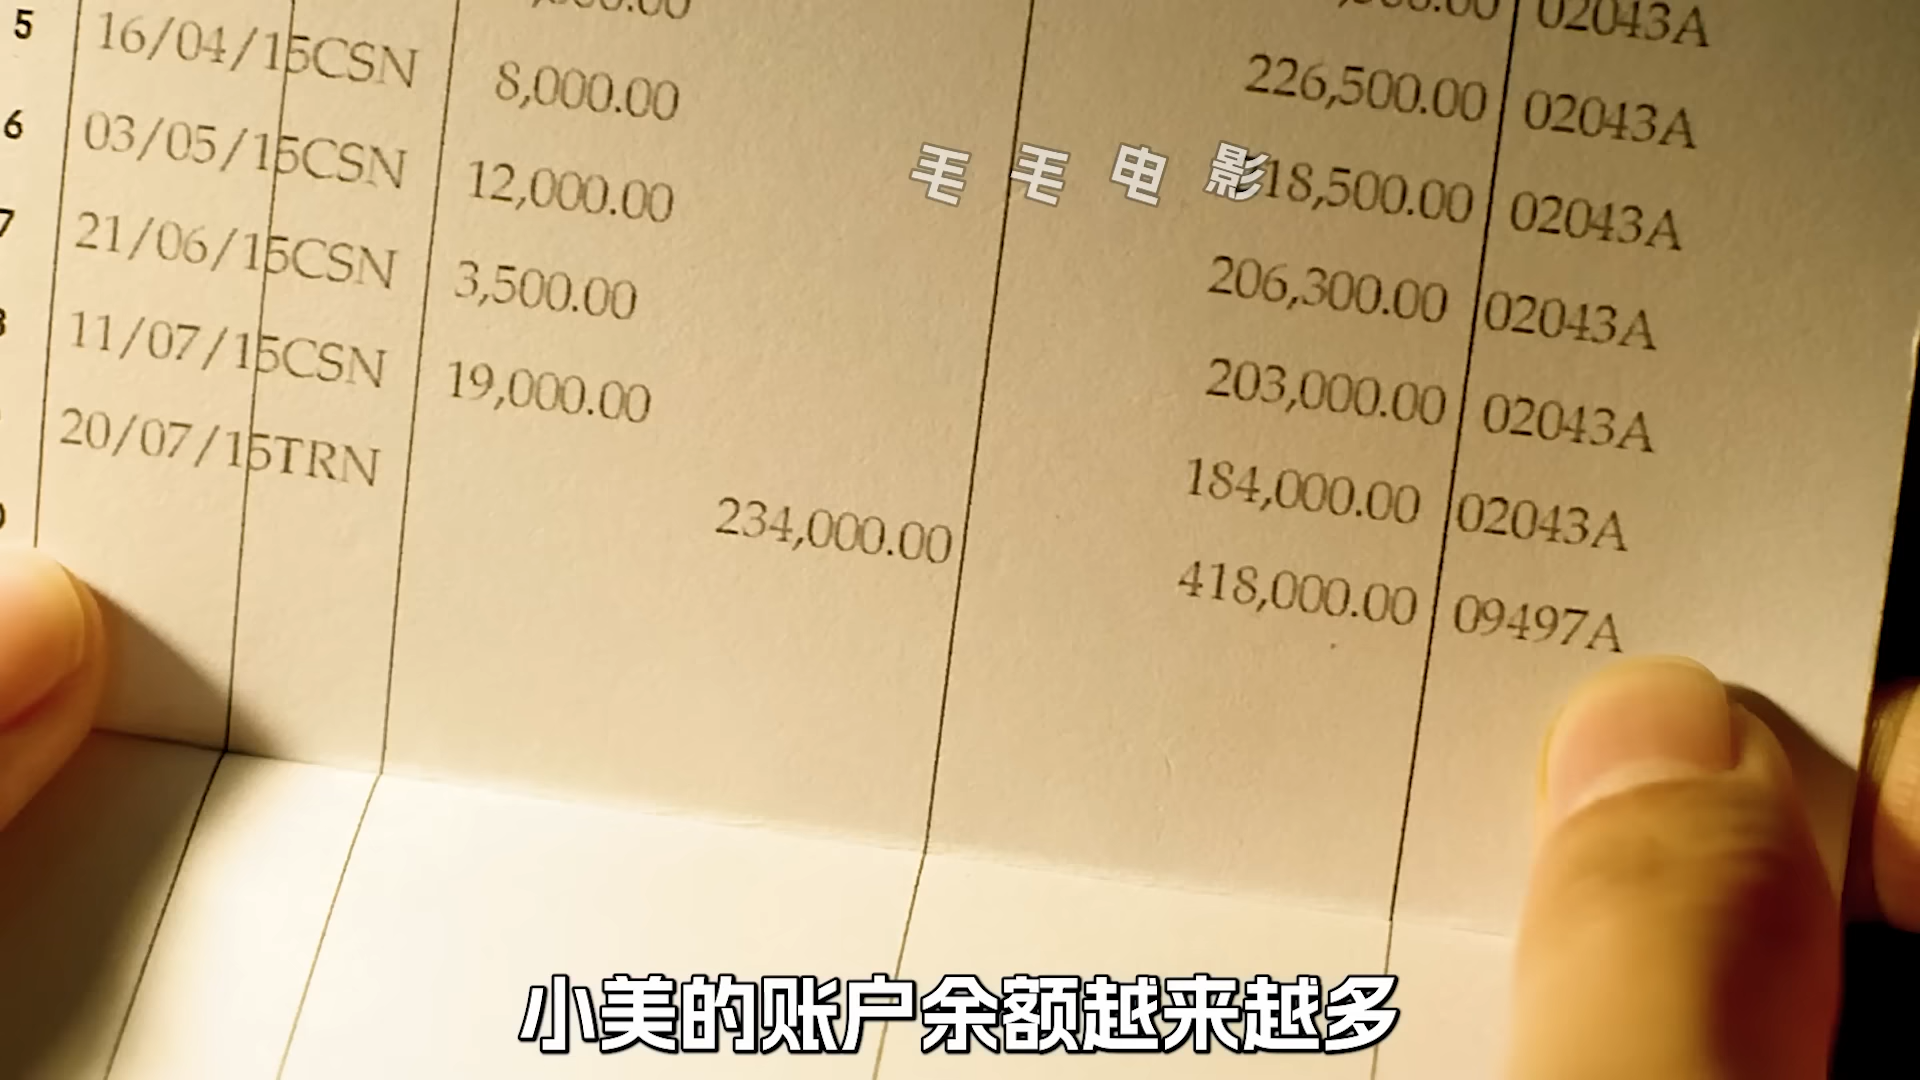 02043A
5 16/04/15CSN 8,000.00 226,500.00 02043A
6 03/05/15CSN 12,000.00 18,500.00 02043A
7 21/06/15CSN 3,500.00 206,300.00 02043A
11/07/15CSN 19,000.00 203,000.00 02043A
20/07/15TRN 234,000.00 184,000.00 02043A
418,000.00 09497A
毛毛电影
小美的账户余额越来越多